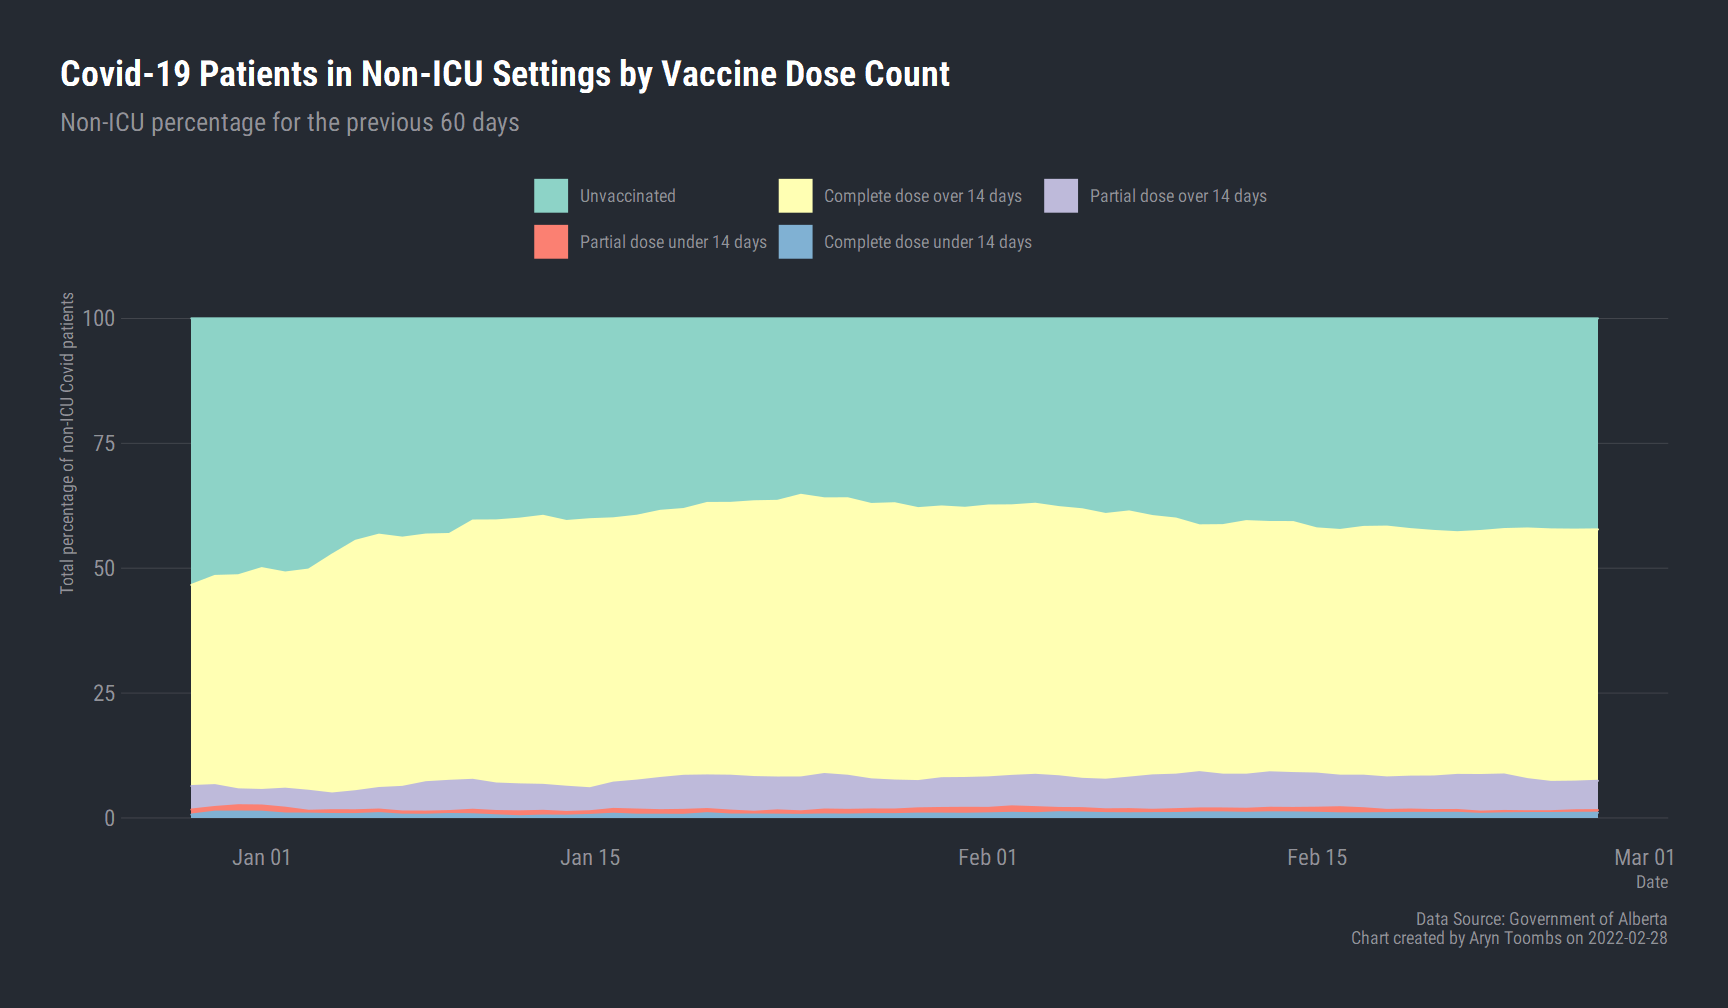 Covid-19 Patients in Non-ICU Settings by Vaccine Dose Count
Non-ICU percentage for the previous 60 days
Unvaccinated
Complete dose over 14 days
Partial dose over 14 days
Partial dose under 14 days
Complete dose under 14 days
Total percentage of non-ICU Covid patients
100
75
50
25
0
Jan 01
Jan 15
Feb 01
Feb 15
Mar 01
Date
Data Source: Government of Alberta
Chart created by Aryn Toombs on 2022-02-28